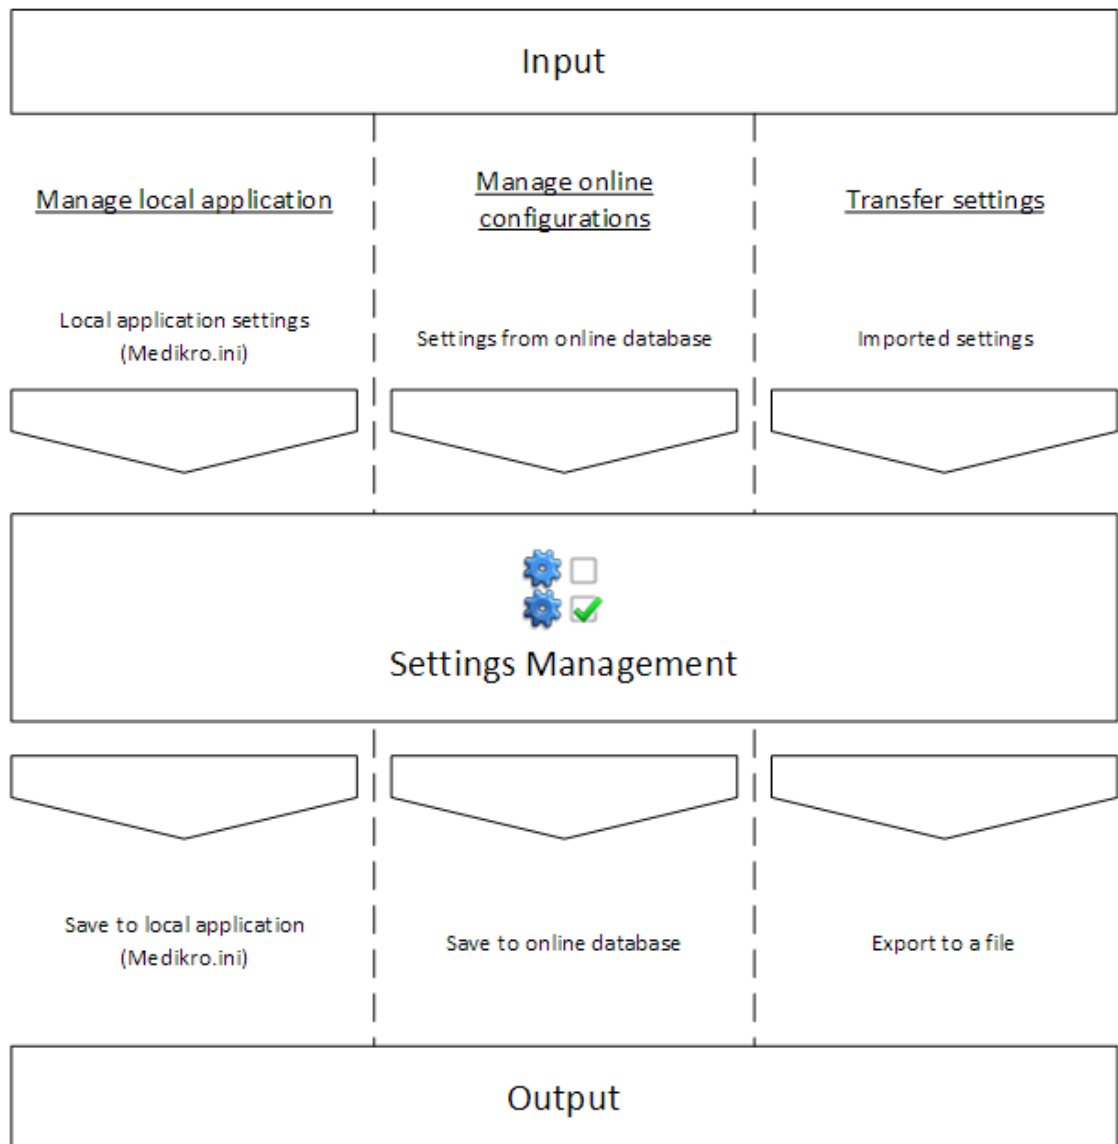 Input
Manage local application
Manage online
configurations
Transfer settings
Local application settings
(Medikro.ini)
Settings from online database
Imported settings
Settings Management
Save to local application
(Medikro.ini)
Save to online database
Export to a file
Output